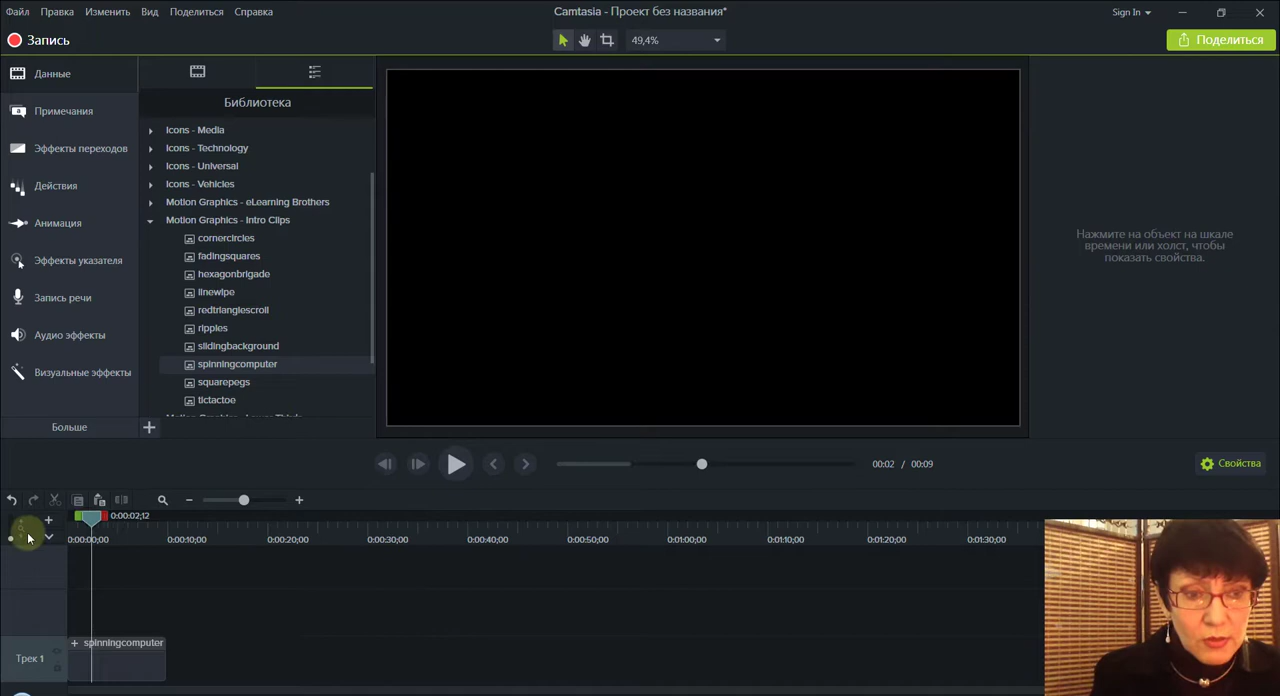 Файл Правка Изменить Вид Поделиться Справка
Camtasia - Проект без названия*
Sign In
Запись
49,4%
Поделиться
Данные
Примечания
Эффекты переходов
Действия
Анимация
Эффекты указателя
Запись речи
Аудио эффекты
Визуальные эффекты
Больше
Библиотека
Icons - Media
Icons - Technology
Icons - Universal
Icons - Vehicles
Motion Graphics - eLearning Brothers
Motion Graphics - Intro Clips
cornercircles
fadingsquares
hexagonbrigade
linewipe
redtrianglescroll
ripples
slidingbackground
spinningcomputer
squarepegs
tictactoe
Нажмите на объект на шкале
времени или холст, чтобы
показать свойства.
00:02 / 00:09
Свойства
0:00:02;12
0:00:00;00 0:00:10;00 0:00:20;00 0:00:30;00 0:00:40;00 0:00:50;00 0:01:00;00 0:01:10;00 0:01:20;00 0:01:30;00
spinningcomputer
Трек 1